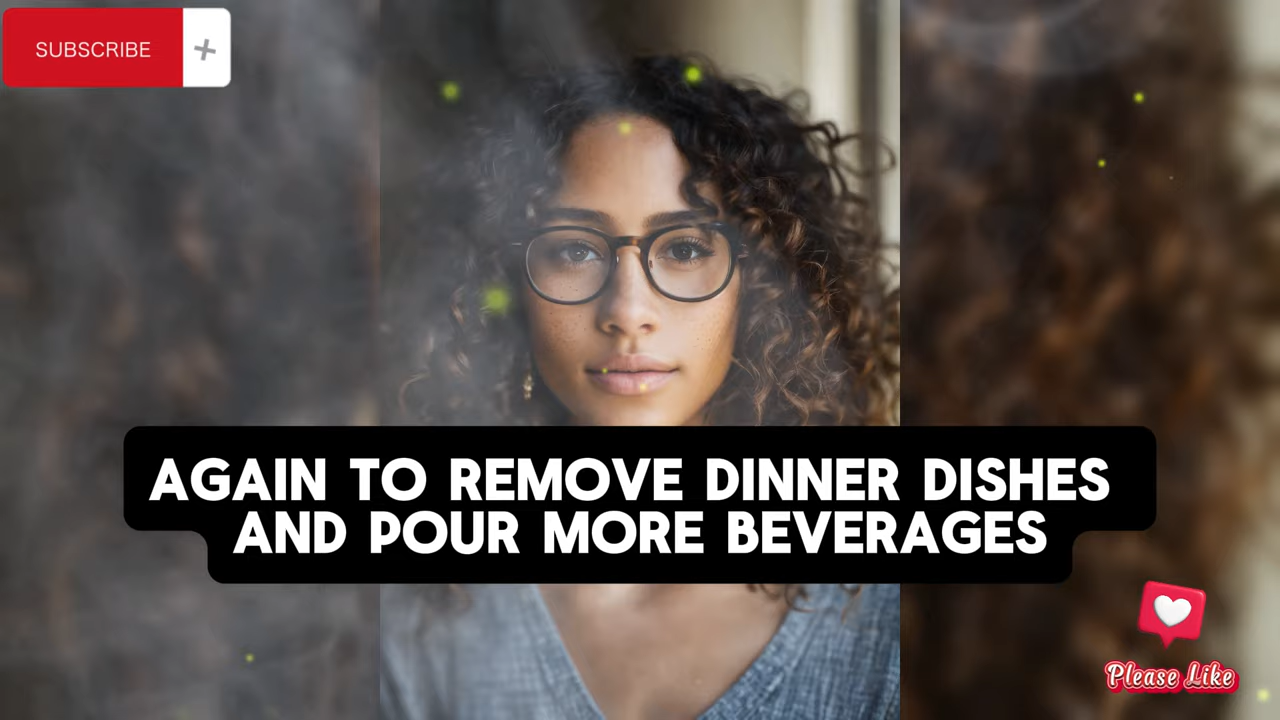 SUBSCRIBE
AGAIN TO REMOVE DINNER DISHES
AND POUR MORE BEVERAGES
Please Like